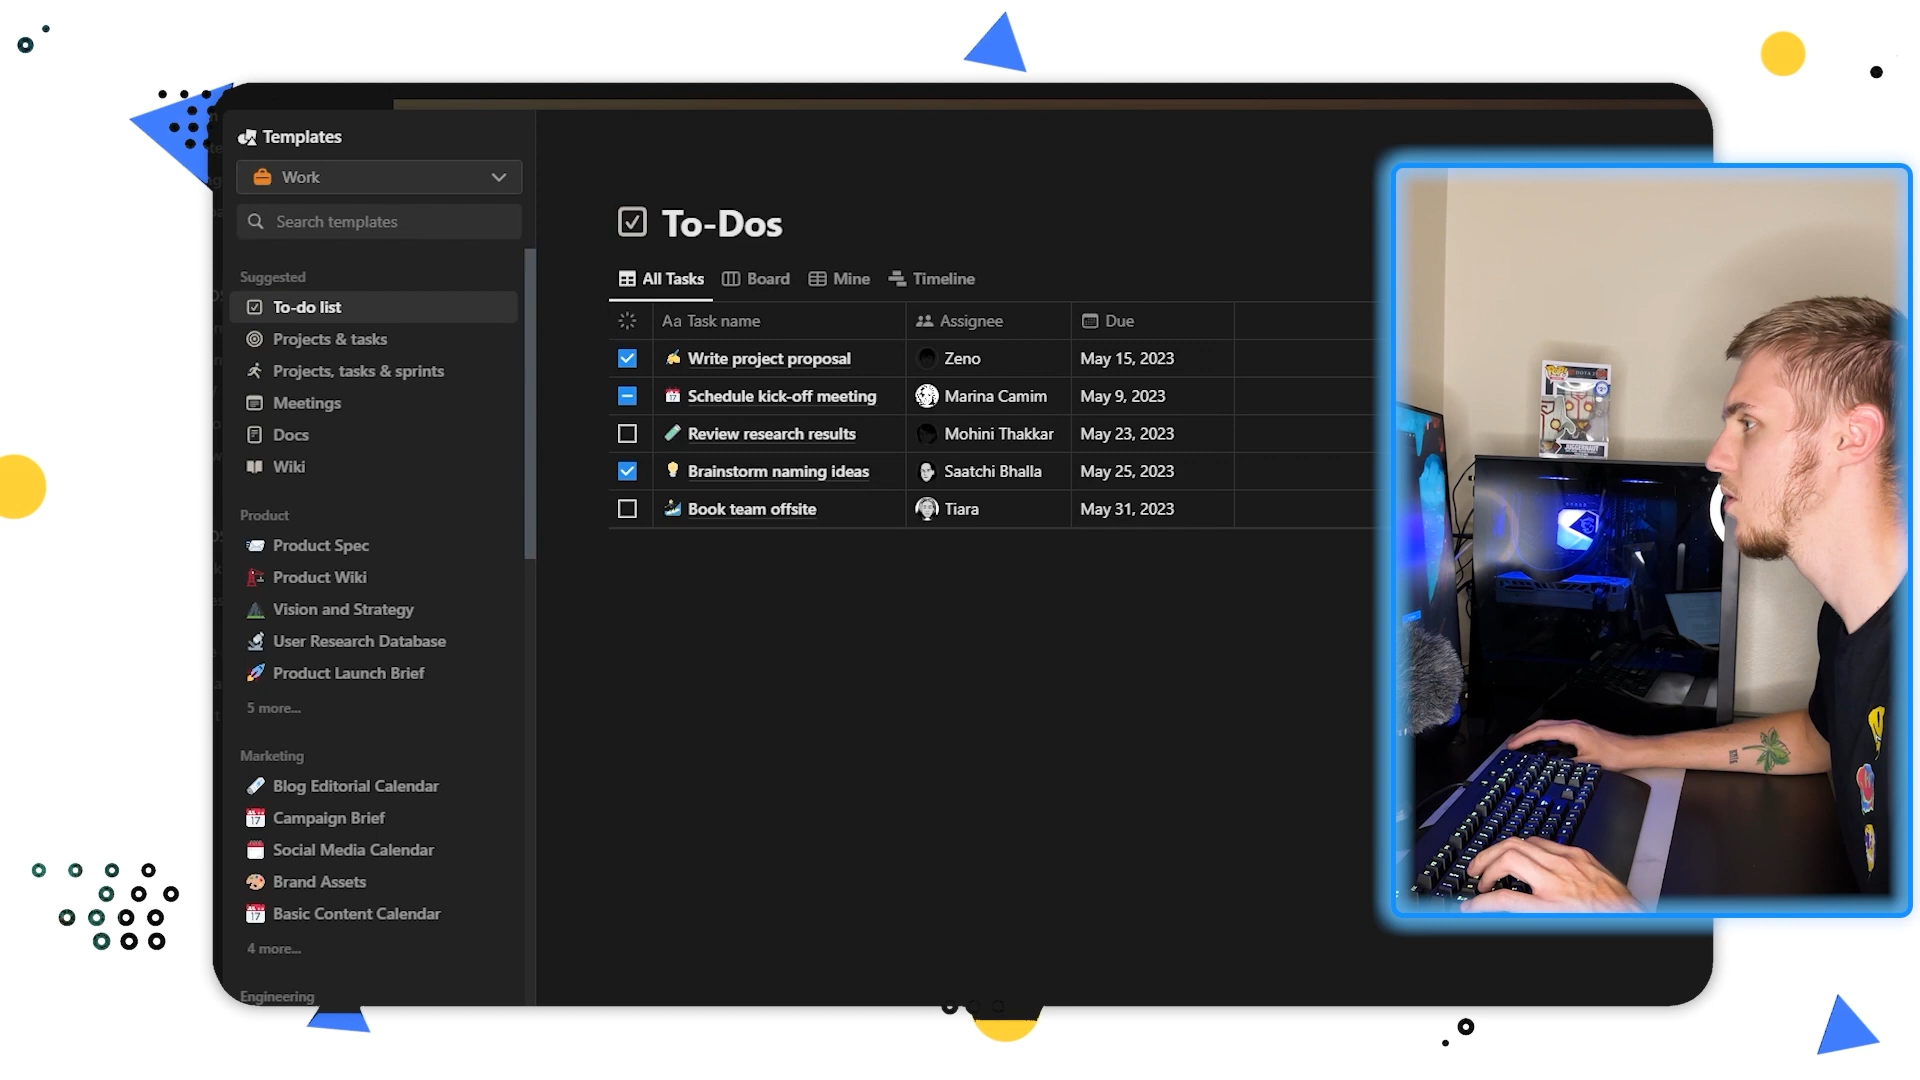 Templates
Work
Search templates
Suggested
To-do list
Projects & tasks
Projects, tasks & sprints
Meetings
Docs
Wiki
Product
Product Spec
Product Wiki
Vision and Strategy
User Research Database
Product Launch Brief
5 more...
Marketing
Blog Editorial Calendar
Campaign Brief
Social Media Calendar
Brand Assets
Basic Content Calendar
4 more...
Engineering
To-Dos
All Tasks Board Mine Timeline
Aa Task name Assignee Due
Write project proposal Zeno May 15, 2023
Schedule kick-off meeting Marina Camim May 9, 2023
Review research results Mohini Thakkar May 23, 2023
Brainstorm naming ideas Saatchi Bhalla May 25, 2023
Book team offsite Tiara May 31, 2023
POP!
DOTA 2
JUGGERNAUT